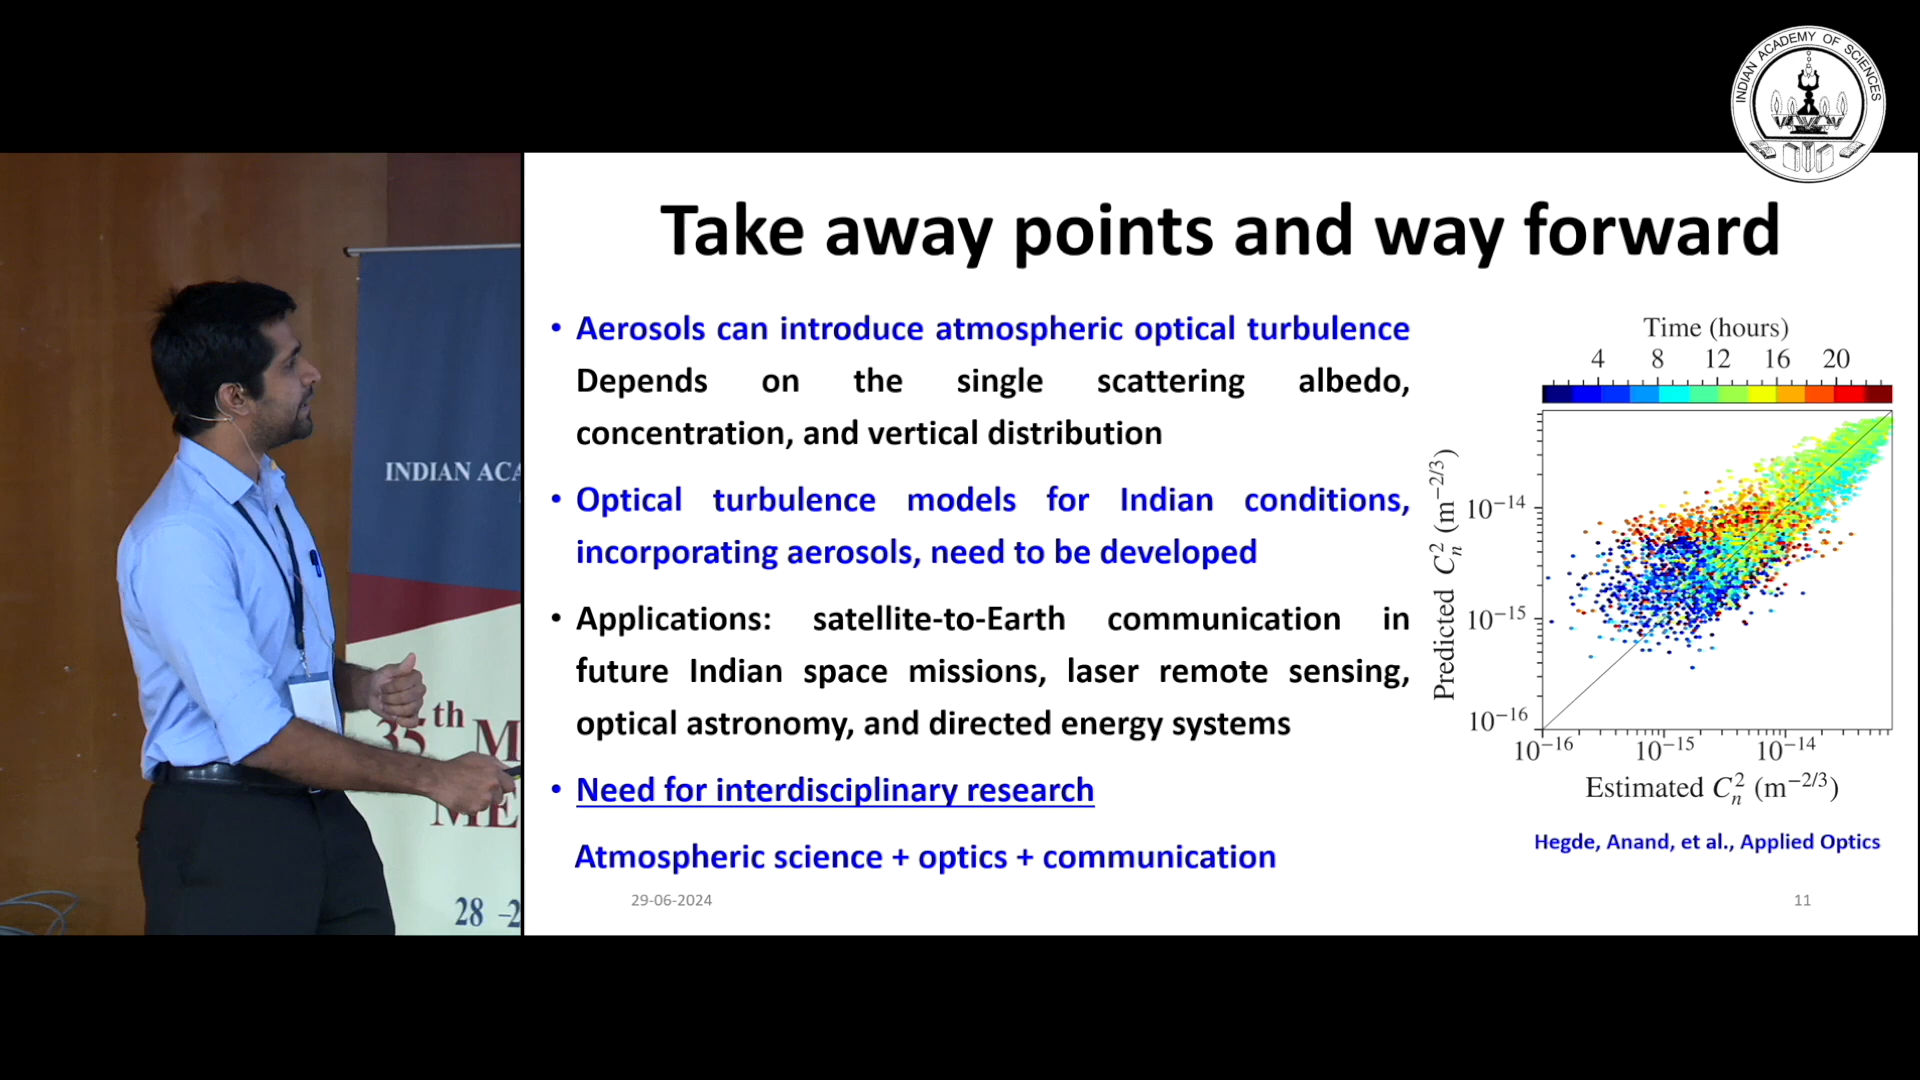 INDIAN ACADEMY OF SCIENCES
Take away points and way forward
• Aerosols can introduce atmospheric optical turbulence
Depends on the single scattering albedo,
concentration, and vertical distribution
• Optical turbulence models for Indian conditions,
incorporating aerosols, need to be developed
• Applications: satellite-to-Earth communication in
future Indian space missions, laser remote sensing,
optical astronomy, and directed energy systems
• Need for interdisciplinary research
Atmospheric science + optics + communication
29-06-2024
11
Time (hours)
4 8 12 16 20
Predicted C_n^2 (m^{−2/3})
10^{−14}
10^{−15}
10^{−16}
10^{−16} 10^{−15} 10^{−14}
Estimated C_n^2 (m^{−2/3})
Hegde, Anand, et al., Applied Optics
INDIAN ACA
35th M
ME
28 –2